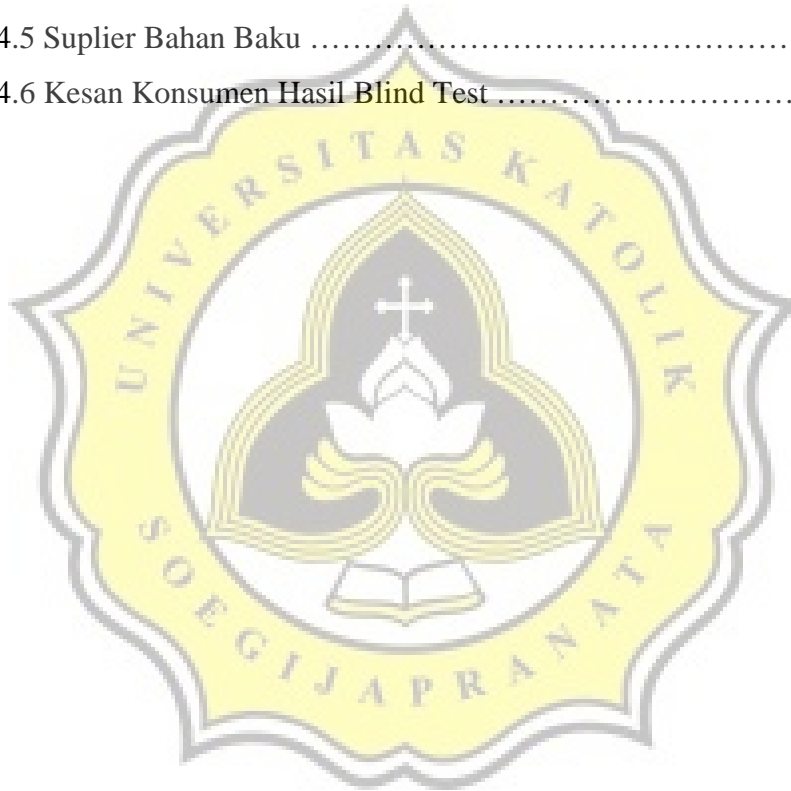 4.5 Suplier Bahan Baku ……………………………………………
4.6 Kesan Konsumen Hasil Blind Test …………………………
UNIVERSITAS KATOLIK
SOEGIJAPRANATA